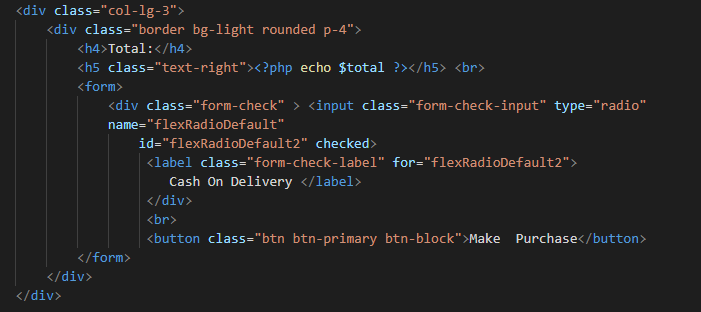 <div class="col-lg-3">
<div class="border bg-light rounded p-4">
<h4>Total:</h4>
<h5 class="text-right"><?php echo $total ?></h5> <br>
<form>
<div class="form-check" > <input class="form-check-input" type="radio"
name="flexRadioDefault"
id="flexRadioDefault2" checked>
<label class="form-check-label" for="flexRadioDefault2">
Cash On Delivery </label>
</div>
<br>
<button class="btn btn-primary btn-block">Make  Purchase</button>
</form>
</div>
</div>